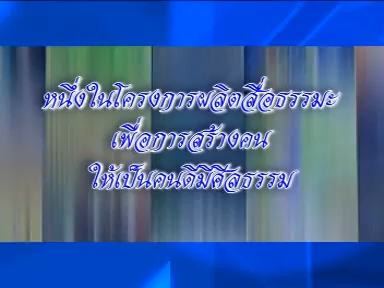 หนึ่งในโครงการผลิตสื่อธรรมะ
เพื่อการสร้างคน
ให้เป็นคนดีมีศีลธรรม